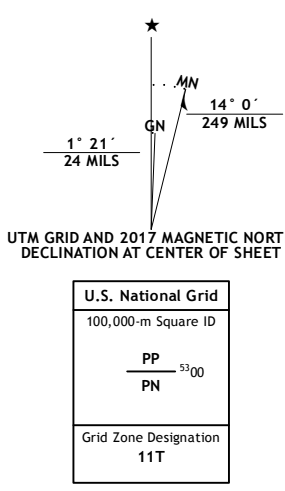 ★
MN
GN
14° 0´
249 MILS
1° 21´
24 MILS
UTM GRID AND 2017 MAGNETIC NORT
DECLINATION AT CENTER OF SHEET
U.S. National Grid
100,000-m Square ID
PP
5300
PN
Grid Zone Designation
11T